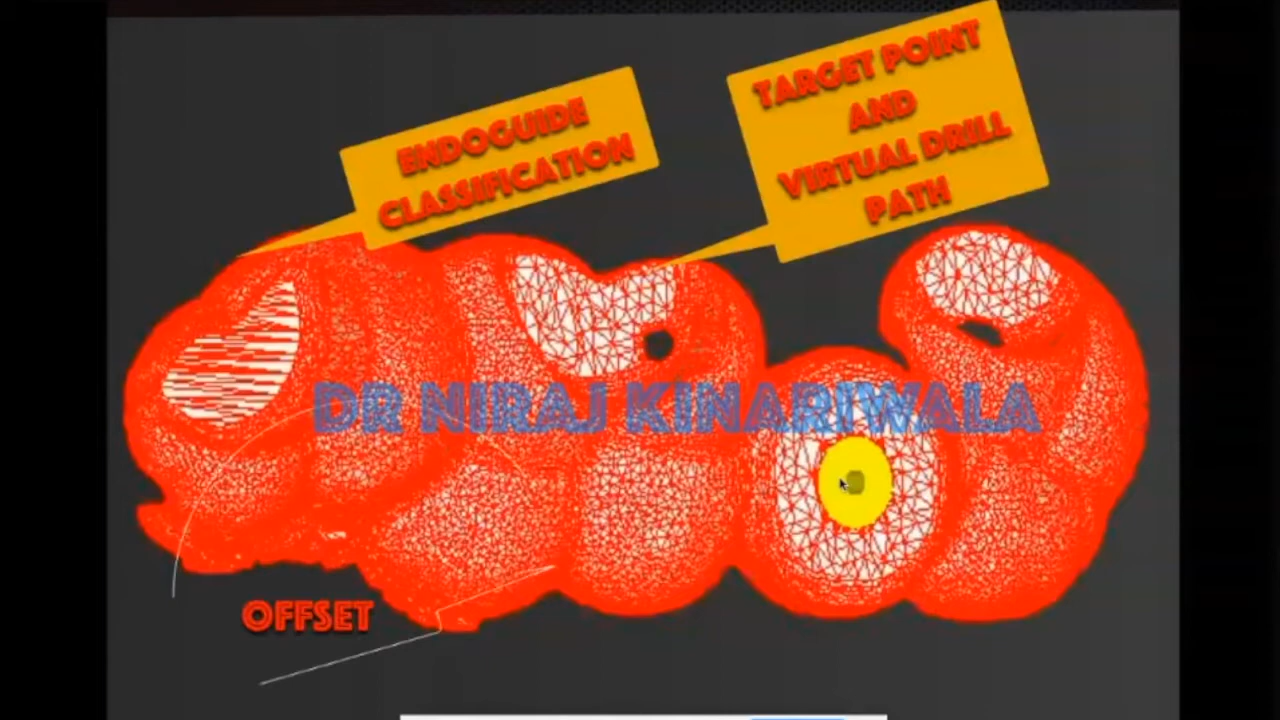 TARGET POINT
AND
VIRTUAL DRILL
PATH
ENDOGUIDE
CLASSIFICATION
DR NIRAJ KINARIWALA
OFFSET